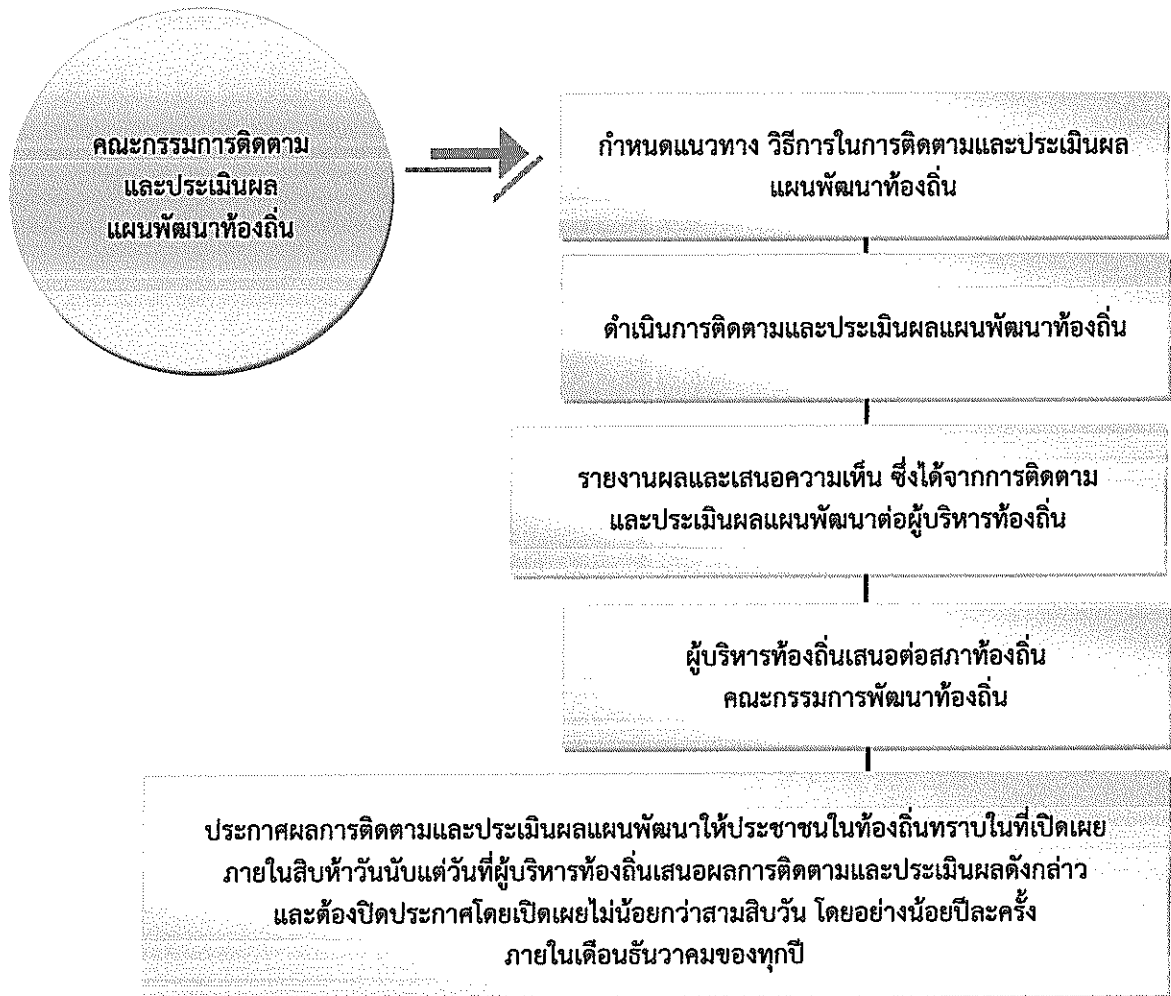 คณะกรรมการติดตาม
และประเมินผล
แผนพัฒนาท้องถิ่น
กำหนดแนวทาง วิธีการในการติดตามและประเมินผล
แผนพัฒนาท้องถิ่น
ดำเนินการติดตามและประเมินผลแผนพัฒนาท้องถิ่น
รายงานผลและเสนอความเห็น ซึ่งได้จากการติดตาม
และประเมินผลแผนพัฒนาต่อผู้บริหารท้องถิ่น
ผู้บริหารท้องถิ่นเสนอต่อสภาท้องถิ่น
คณะกรรมการพัฒนาท้องถิ่น
ประกาศผลการติดตามและประเมินผลแผนพัฒนาให้ประชาชนในท้องถิ่นทราบในที่เปิดเผย
ภายในสิบห้าวันนับแต่วันที่ผู้บริหารท้องถิ่นเสนอผลการติดตามและประเมินผลดังกล่าว
และต้องปิดประกาศโดยเปิดเผยไม่น้อยกว่าสามสิบวัน โดยอย่างน้อยปีละครั้ง
ภายในเดือนธันวาคมของทุกปี